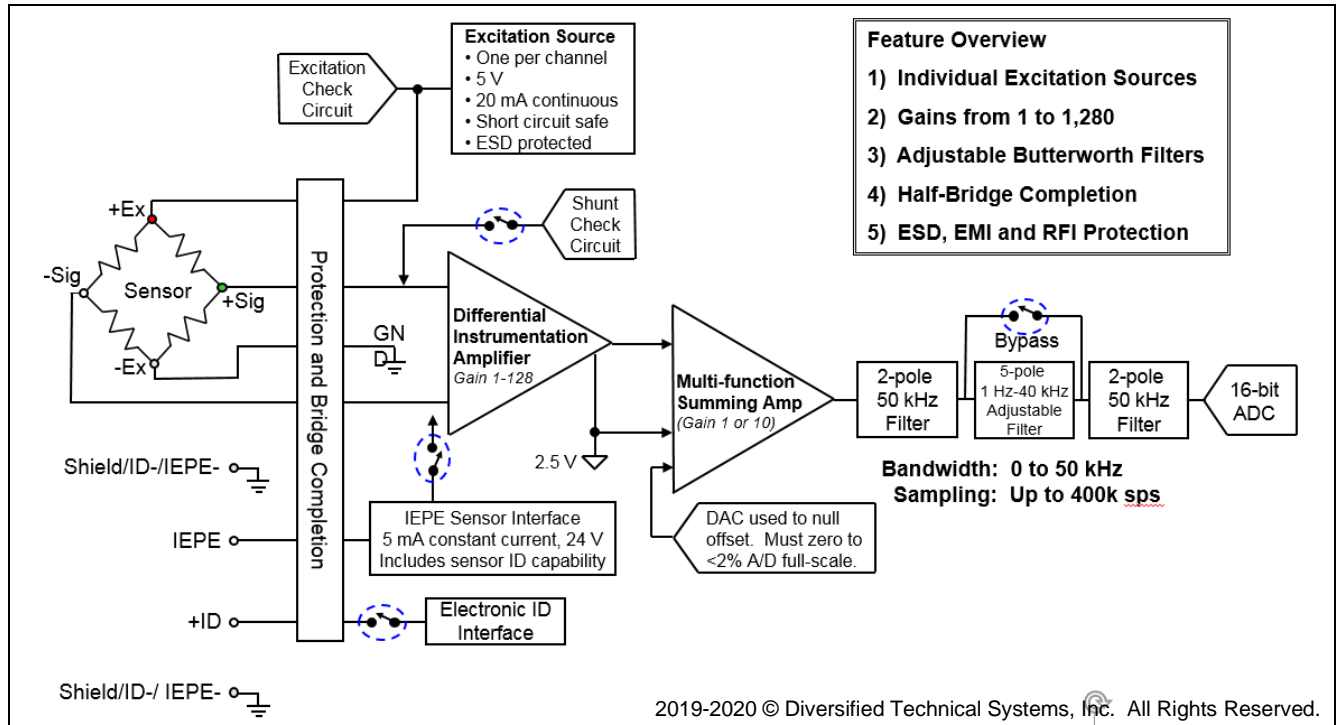 Excitation
Check
Circuit
Excitation Source
• One per channel
• 5 V
• 20 mA continuous
• Short circuit safe
• ESD protected
Feature Overview
1) Individual Excitation Sources
2) Gains from 1 to 1,280
3) Adjustable Butterworth Filters
4) Half-Bridge Completion
5) ESD, EMI and RFI Protection
+Ex
-Sig
Sensor
+Sig
-Ex
Protection and Bridge Completion
Shunt
Check
Circuit
GN
D
Differential
Instrumentation
Amplifier
Gain 1-128
2.5 V
Multi-function
Summing Amp
(Gain 1 or 10)
2-pole
50 kHz
Filter
Bypass
5-pole
1 Hz-40 kHz
Adjustable
Filter
2-pole
50 kHz
Filter
16-bit
ADC
Bandwidth: 0 to 50 kHz
Sampling: Up to 400k sps
Shield/ID-/IEPE-
IEPE
IEPE Sensor Interface
5 mA constant current, 24 V
Includes sensor ID capability
DAC used to null
offset. Must zero to
<2% A/D full-scale.
+ID
Electronic ID
Interface
Shield/ID-/ IEPE-
2019-2020 © Diversified Technical Systems, Inc. All Rights Reserved.